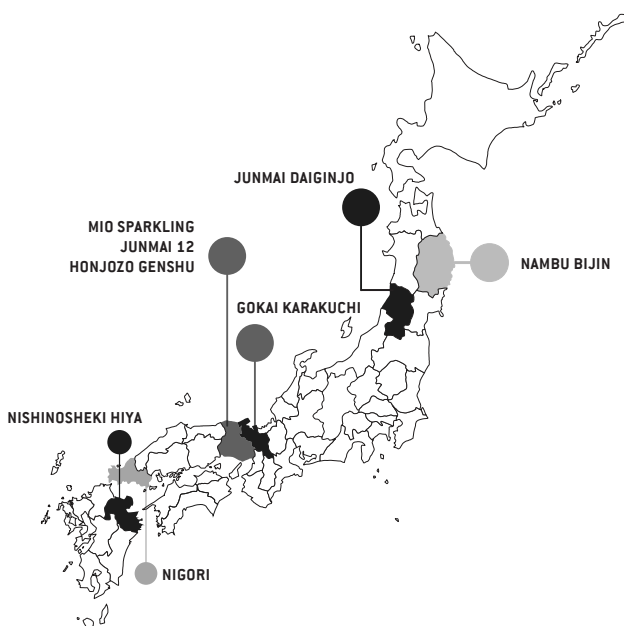 JUNMAI DAIGINJO
MIO SPARKLING
JUNMAI 12
HONJOZO GENSHU
NAMBU BIJIN
GOKAI KARAKUCHI
NISHINOSHEKI HIYA
NIGORI